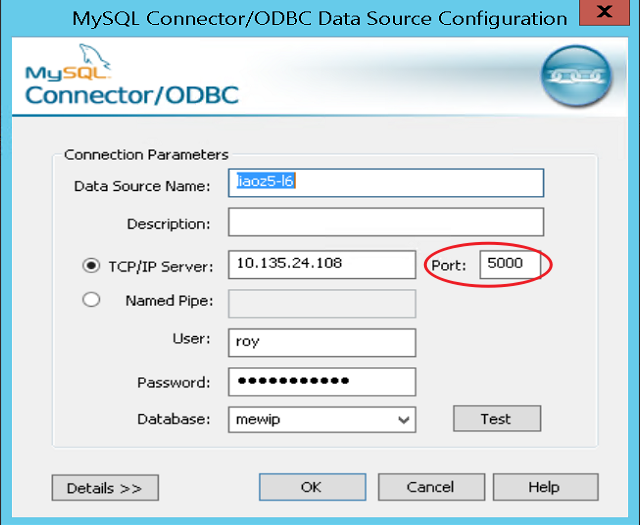 MySQL Connector/ODBC Data Source Configuration
X
MySQL
Connector/ODBC
Connection Parameters
Data Source Name: liaoz5-l6
Description:
TCP/IP Server: 10.135.24.108 Port: 5000
Named Pipe:
User: roy
Password: ●●●●●●●●●●●
Database: mewip Test
Details >> OK Cancel Help